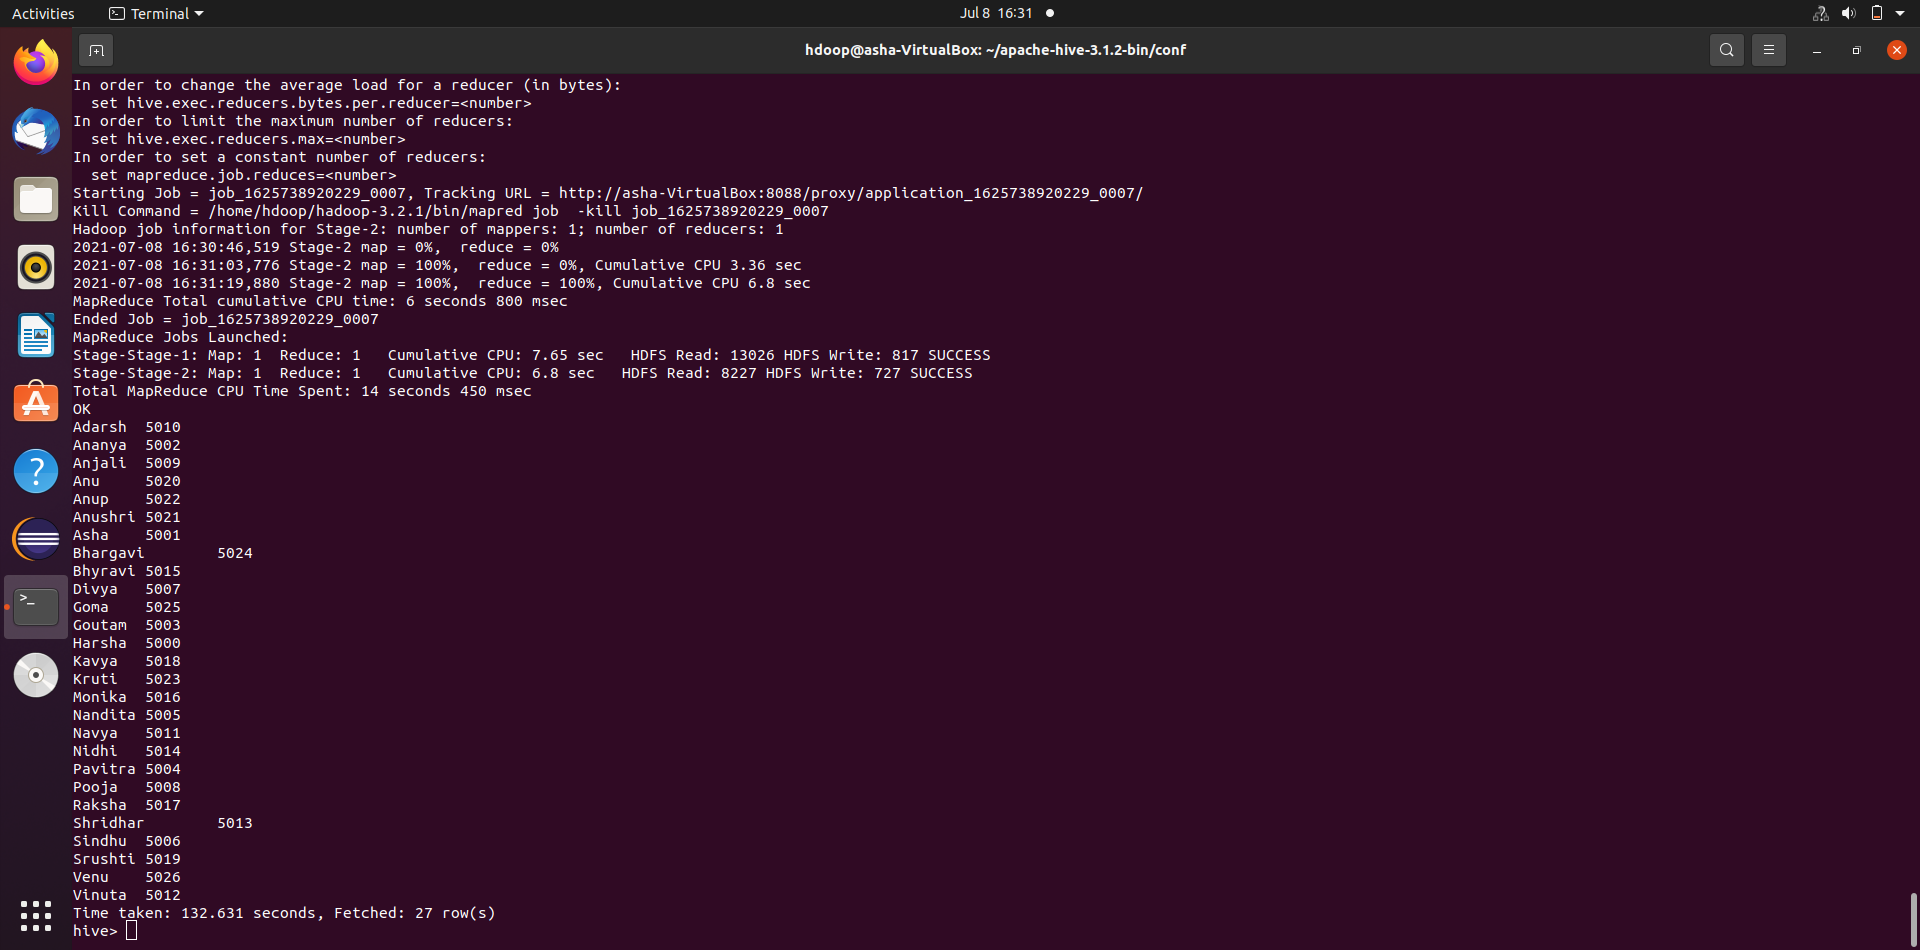 Activities Terminal Jul 8 16:31
hdoop@asha-VirtualBox: ~/apache-hive-3.1.2-bin/conf
In order to change the average load for a reducer (in bytes):
  set hive.exec.reducers.bytes.per.reducer=<number>
In order to limit the maximum number of reducers:
  set hive.exec.reducers.max=<number>
In order to set a constant number of reducers:
  set mapreduce.job.reduces=<number>
Starting Job = job_1625738920229_0007, Tracking URL = http://asha-VirtualBox:8088/proxy/application_1625738920229_0007/
Kill Command = /home/hdoop/hadoop-3.2.1/bin/mapred job  -kill job_1625738920229_0007
Hadoop job information for Stage-2: number of mappers: 1; number of reducers: 1
2021-07-08 16:30:46,519 Stage-2 map = 0%,  reduce = 0%
2021-07-08 16:31:03,776 Stage-2 map = 100%,  reduce = 0%, Cumulative CPU 3.36 sec
2021-07-08 16:31:19,880 Stage-2 map = 100%,  reduce = 100%, Cumulative CPU 6.8 sec
MapReduce Total cumulative CPU time: 6 seconds 800 msec
Ended Job = job_1625738920229_0007
MapReduce Jobs Launched:
Stage-Stage-1: Map: 1  Reduce: 1   Cumulative CPU: 7.65 sec   HDFS Read: 13026 HDFS Write: 817 SUCCESS
Stage-Stage-2: Map: 1  Reduce: 1   Cumulative CPU: 6.8 sec   HDFS Read: 8227 HDFS Write: 727 SUCCESS
Total MapReduce CPU Time Spent: 14 seconds 450 msec
OK
Adarsh	5010
Ananya	5002
Anjali	5009
Anu	5020
Anup	5022
Anushri	5021
Asha	5001
Bhargavi	5024
Bhyravi	5015
Divya	5007
Goma	5025
Goutam	5003
Harsha	5000
Kavya	5018
Kruti	5023
Monika	5016
Nandita	5005
Navya	5011
Nidhi	5014
Pavitra	5004
Pooja	5008
Raksha	5017
Shridhar	5013
Sindhu	5006
Srushti	5019
Venu	5026
Vinuta	5012
Time taken: 132.631 seconds, Fetched: 27 row(s)
hive>